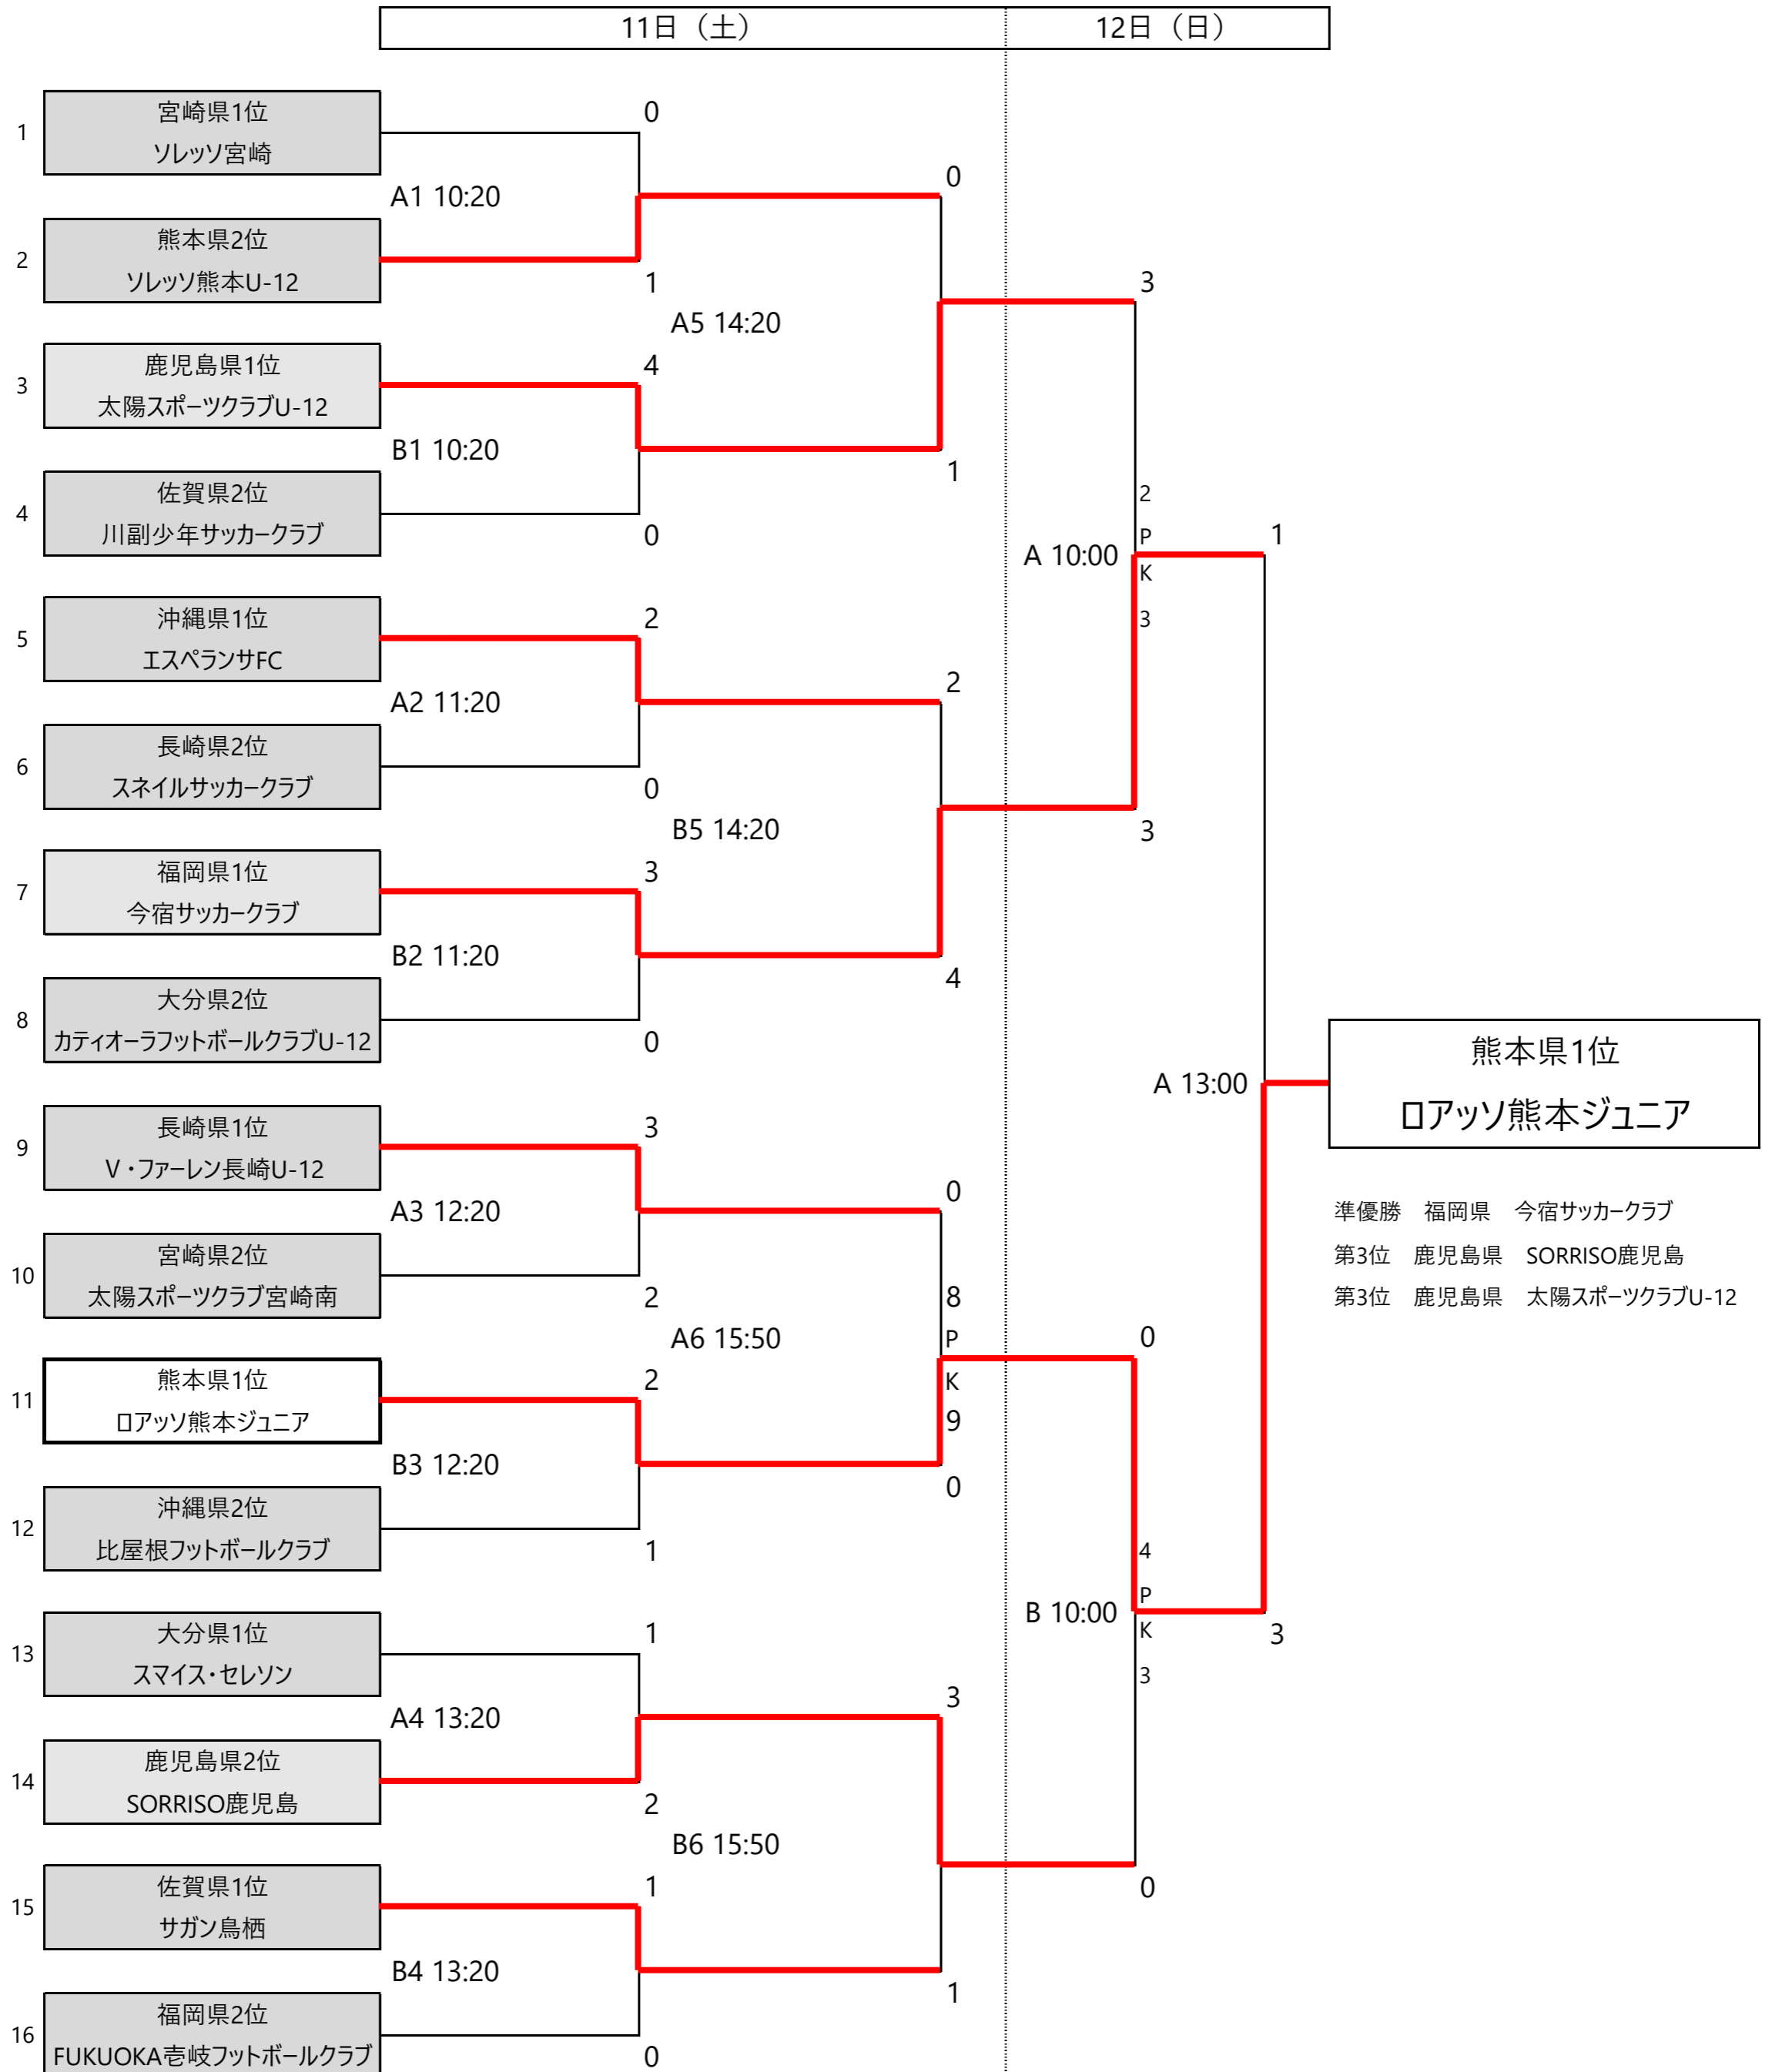 11日（土）
12日（日）
1
宮崎県1位
ソレッソ宮崎
0
A1 10:20
0
2
熊本県2位
ソレッソ熊本U-12
1
A5 14:20
3
3
鹿児島県1位
太陽スポーツクラブU-12
4
B1 10:20
1
4
佐賀県2位
川副少年サッカークラブ
0
A 10:00
2
P
K
3
1
5
沖縄県1位
エスペランサFC
2
A2 11:20
2
6
長崎県2位
スネイルサッカークラブ
0
B5 14:20
3
7
福岡県1位
今宿サッカークラブ
3
B2 11:20
4
8
大分県2位
カティオーラフットボールクラブU-12
0
A 13:00
熊本県1位
ロアッソ熊本ジュニア
準優勝　福岡県　今宿サッカークラブ
第3位　鹿児島県　SORRISO鹿児島
第3位　鹿児島県　太陽スポーツクラブU-12
9
長崎県1位
V・ファーレン長崎U-12
3
A3 12:20
0
10
宮崎県2位
太陽スポーツクラブ宮崎南
2
A6 15:50
8
P
K
9
0
11
熊本県1位
ロアッソ熊本ジュニア
2
B3 12:20
0
12
沖縄県2位
比屋根フットボールクラブ
1
B 10:00
4
P
K
3
3
13
大分県1位
スマイス・セレソン
1
A4 13:20
3
14
鹿児島県2位
SORRISO鹿児島
2
B6 15:50
0
15
佐賀県1位
サガン鳥栖
1
B4 13:20
1
16
福岡県2位
FUKUOKA壱岐フットボールクラブ
0